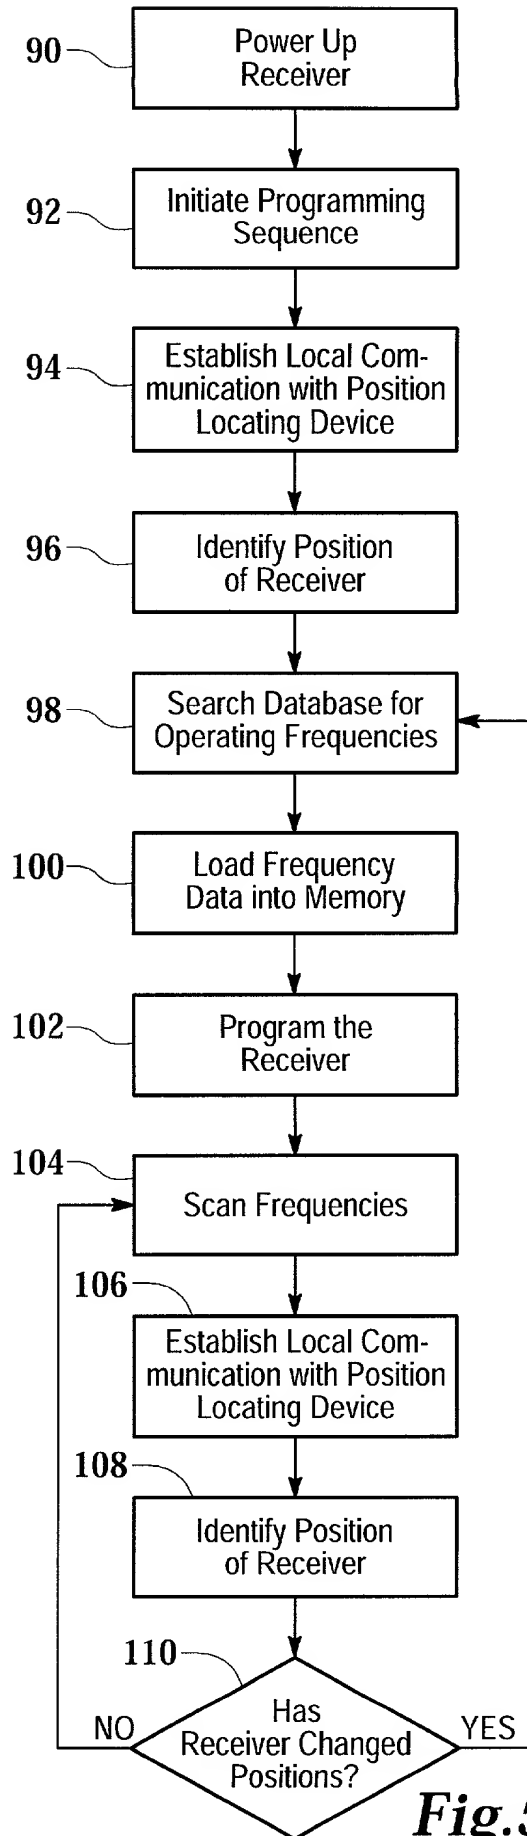 90
Power Up
Receiver
92
Initiate Programming
Sequence
94
Establish Local Com-
munication with Position
Locating Device
96
Identify Position
of Receiver
98
Search Database for
Operating Frequencies
100
Load Frequency
Data into Memory
102
Program the
Receiver
104
Scan Frequencies
106
Establish Local Com-
munication with Position
Locating Device
108
Identify Position
of Receiver
110
Has
Receiver Changed
Positions?
NO
YES
Fig.